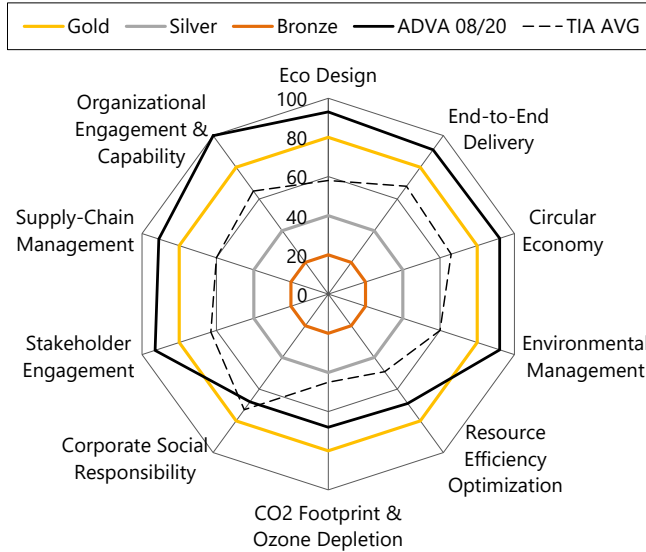 Gold Silver Bronze ADVA 08/20 TIA AVG
Eco Design
End-to-End
Delivery
Circular
Economy
Environmental
Management
Resource
Efficiency
Optimization
CO2 Footprint &
Ozone Depletion
Corporate Social
Responsibility
Stakeholder
Engagement
Supply-Chain
Management
Organizational
Engagement &
Capability
100
80
60
40
20
0